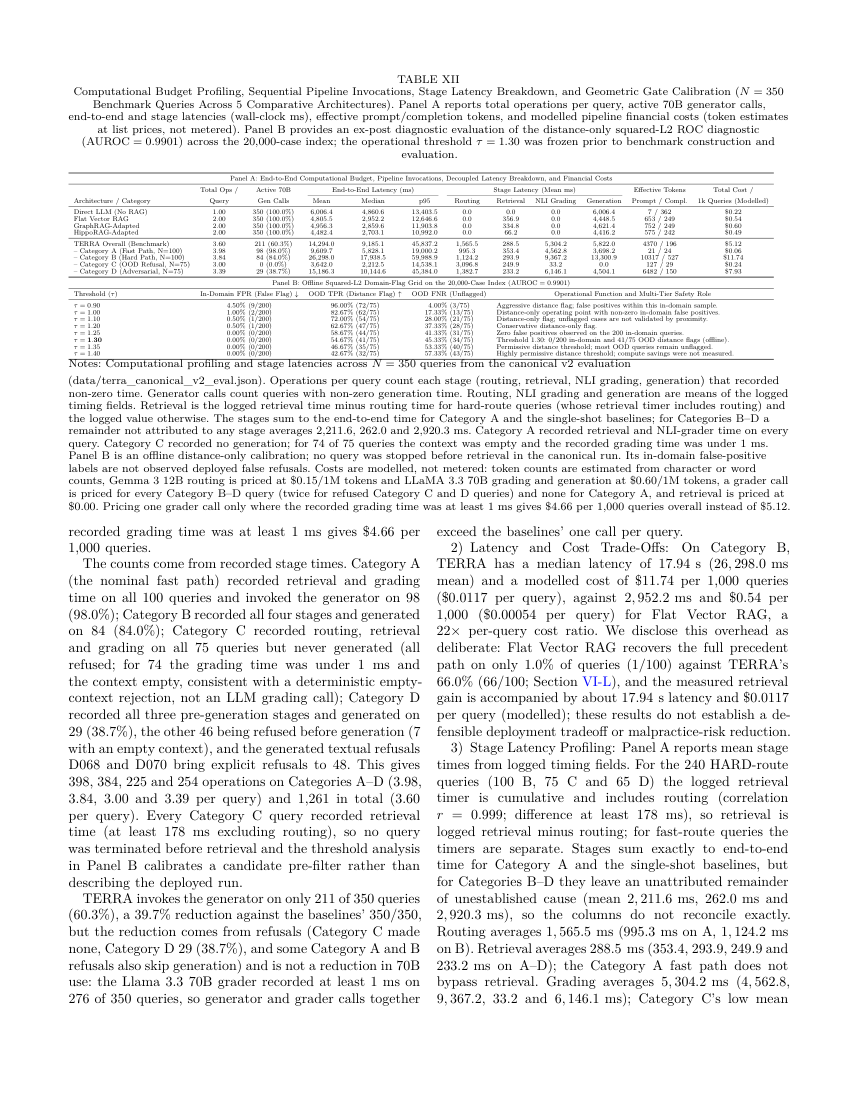 TABLE XII
Computational Budget Profiling, Sequential Pipeline Invocations, Stage Latency Breakdown, and Geometric Gate Calibration (N = 350
Benchmark Queries Across 5 Comparative Architectures). Panel A reports total operations per query, active 70B generator calls,
end-to-end and stage latencies (wall-clock ms), effective prompt/completion tokens, and modelled pipeline financial costs (token estimates
at list prices, not metered). Panel B provides an ex-post diagnostic evaluation of the distance-only squared-L2 ROC diagnostic
(AUROC = 0.9901) across the 20,000-case index; the operational threshold τ = 1.30 was frozen prior to benchmark construction and
evaluation.
Panel A: End-to-End Computational Budget, Pipeline Invocations, Decoupled Latency Breakdown, and Financial Costs
Total Ops / Active 70B End-to-End Latency (ms) Stage Latency (Mean ms) Effective Tokens Total Cost /
Architecture / Category Query Gen Calls Mean Median p95 Routing Retrieval NLI Grading Generation Prompt / Compl. 1k Queries (Modelled)
Direct LLM (No RAG) 1.00 350 (100.0%) 6,006.4 4,860.6 13,403.5 0.0 0.0 0.0 6,006.4 7 / 362 $0.22
Flat Vector RAG 2.00 350 (100.0%) 4,805.5 2,952.2 12,646.6 0.0 356.9 0.0 4,448.5 653 / 249 $0.54
GraphRAG-Adapted 2.00 350 (100.0%) 4,956.3 2,859.6 11,903.8 0.0 334.8 0.0 4,621.4 752 / 249 $0.60
HippoRAG-Adapted 2.00 350 (100.0%) 4,482.4 2,703.1 10,992.0 0.0 66.2 0.0 4,416.2 575 / 242 $0.49
TERRA Overall (Benchmark) 3.60 211 (60.3%) 14,294.0 9,185.1 45,837.2 1,565.5 288.5 5,304.2 5,822.0 4370 / 196 $5.12
– Category A (Fast Path, N=100) 3.98 98 (98.0%) 9,609.7 5,828.1 19,000.2 995.3 353.4 4,562.8 3,698.2 21 / 24 $0.06
– Category B (Hard Path, N=100) 3.84 84 (84.0%) 26,298.0 17,938.5 59,988.9 1,124.2 293.9 9,367.2 13,300.9 10317 / 527 $11.74
– Category C (OOD Refusal, N=75) 3.00 0 (0.0%) 3,642.0 2,212.5 14,538.1 3,096.8 249.9 33.2 0.0 127 / 29 $0.24
– Category D (Adversarial, N=75) 3.39 29 (38.7%) 15,186.3 10,144.6 45,384.0 1,382.7 233.2 6,146.1 4,504.1 6482 / 150 $7.93
Panel B: Offline Squared-L2 Domain-Flag Grid on the 20,000-Case Index (AUROC = 0.9901)
Threshold (τ) In-Domain FPR (False Flag) ↓ OOD TPR (Distance Flag) ↑ OOD FNR (Unflagged) Operational Function and Multi-Tier Safety Role
τ = 0.90 4.50% (9/200) 96.00% (72/75) 4.00% (3/75) Aggressive distance flag; false positives within this in-domain sample.
τ = 1.00 1.00% (2/200) 82.67% (62/75) 17.33% (13/75) Distance-only operating point with non-zero in-domain false positives.
τ = 1.10 0.50% (1/200) 72.00% (54/75) 28.00% (21/75) Distance-only flag; unflagged cases are not validated by proximity.
τ = 1.20 0.50% (1/200) 62.67% (47/75) 37.33% (28/75) Conservative distance-only flag.
τ = 1.25 0.00% (0/200) 58.67% (44/75) 41.33% (31/75) Zero false positives observed on the 200 in-domain queries.
τ = 1.30 0.00% (0/200) 54.67% (41/75) 45.33% (34/75) Threshold 1.30: 0/200 in-domain and 41/75 OOD distance flags (offline).
τ = 1.35 0.00% (0/200) 46.67% (35/75) 53.33% (40/75) Permissive distance threshold; most OOD queries remain unflagged.
τ = 1.40 0.00% (0/200) 42.67% (32/75) 57.33% (43/75) Highly permissive distance threshold; compute savings were not measured.
Notes: Computational profiling and stage latencies across N = 350 queries from the canonical v2 evaluation
(data/terra_canonical_v2_eval.json). Operations per query count each stage (routing, retrieval, NLI grading, generation) that recorded
non-zero time. Generator calls count queries with non-zero generation time. Routing, NLI grading and generation are means of the logged
timing fields. Retrieval is the logged retrieval time minus routing time for hard-route queries (whose retrieval timer includes routing) and
the logged value otherwise. The stages sum to the end-to-end time for Category A and the single-shot baselines; for Categories B–D a
remainder not attributed to any stage averages 2,211.6, 262.0 and 2,920.3 ms. Category A recorded retrieval and NLI-grader time on every
query. Category C recorded no generation; for 74 of 75 queries the context was empty and the recorded grading time was under 1 ms.
Panel B is an offline distance-only calibration; no query was stopped before retrieval in the canonical run. Its in-domain false-positive
labels are not observed deployed false refusals. Costs are modelled, not metered: token counts are estimated from character or word
counts, Gemma 3 12B routing is priced at $0.15/1M tokens and LLaMA 3.3 70B grading and generation at $0.60/1M tokens, a grader call
is priced for every Category B–D query (twice for refused Category C and D queries) and none for Category A, and retrieval is priced at
$0.00. Pricing one grader call only where the recorded grading time was at least 1 ms gives $4.66 per 1,000 queries overall instead of $5.12.
recorded grading time was at least 1 ms gives $4.66 per
1,000 queries.
The counts come from recorded stage times. Category A
(the nominal fast path) recorded retrieval and grading
time on all 100 queries and invoked the generator on 98
(98.0%); Category B recorded all four stages and generated
on 84 (84.0%); Category C recorded routing, retrieval
and grading on all 75 queries but never generated (all
refused; for 74 the grading time was under 1 ms and
the context empty, consistent with a deterministic empty-
context rejection, not an LLM grading call); Category D
recorded all three pre-generation stages and generated on
29 (38.7%), the other 46 being refused before generation (7
with an empty context), and the generated textual refusals
D068 and D070 bring explicit refusals to 48. This gives
398, 384, 225 and 254 operations on Categories A–D (3.98,
3.84, 3.00 and 3.39 per query) and 1,261 in total (3.60
per query). Every Category C query recorded retrieval
time (at least 178 ms excluding routing), so no query
was terminated before retrieval and the threshold analysis
in Panel B calibrates a candidate pre-filter rather than
describing the deployed run.
TERRA invokes the generator on only 211 of 350 queries
(60.3%), a 39.7% reduction against the baselines' 350/350,
but the reduction comes from refusals (Category C made
none, Category D 29 (38.7%), and some Category A and B
refusals also skip generation) and is not a reduction in 70B
use: the Llama 3.3 70B grader recorded at least 1 ms on
276 of 350 queries, so generator and grader calls together
exceed the baselines' one call per query.
2) Latency and Cost Trade-Offs: On Category B,
TERRA has a median latency of 17.94 s (26,298.0 ms
mean) and a modelled cost of $11.74 per 1,000 queries
($0.0117 per query), against 2,952.2 ms and $0.54 per
1,000 ($0.00054 per query) for Flat Vector RAG, a
22× per-query cost ratio. We disclose this overhead as
deliberate: Flat Vector RAG recovers the full precedent
path on only 1.0% of queries (1/100) against TERRA's
66.0% (66/100; Section VI-L), and the measured retrieval
gain is accompanied by about 17.94 s latency and $0.0117
per query (modelled); these results do not establish a de-
fensible deployment tradeoff or malpractice-risk reduction.
3) Stage Latency Profiling: Panel A reports mean stage
times from logged timing fields. For the 240 HARD-route
queries (100 B, 75 C and 65 D) the logged retrieval
timer is cumulative and includes routing (correlation
r = 0.999; difference at least 178 ms), so retrieval is
logged retrieval minus routing; for fast-route queries the
timers are separate. Stages sum exactly to end-to-end
time for Category A and the single-shot baselines, but
for Categories B–D they leave an unattributed remainder
of unestablished cause (mean 2,211.6 ms, 262.0 ms and
2,920.3 ms), so the columns do not reconcile exactly.
Routing averages 1,565.5 ms (995.3 ms on A, 1,124.2 ms
on B). Retrieval averages 288.5 ms (353.4, 293.9, 249.9 and
233.2 ms on A–D); the Category A fast path does not
bypass retrieval. Grading averages 5,304.2 ms (4,562.8,
9,367.2, 33.2 and 6,146.1 ms); Category C's low mean